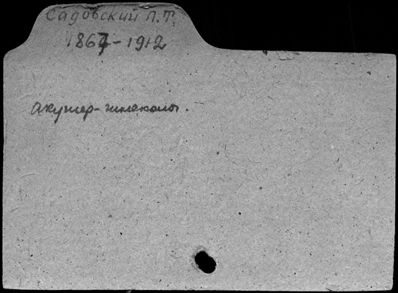 Садовский П.Т.
1867-1912
акушер-гинеколог.